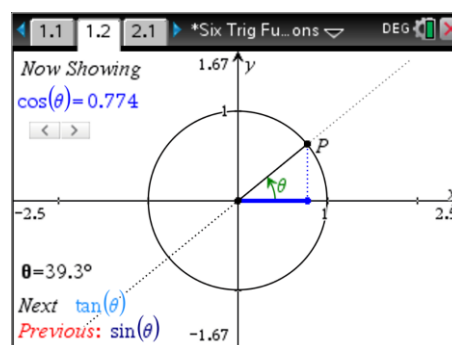 1.1 1.2 2.1 *Six Trig Fu...ons DEG
Now Showing
cos(θ)=0.774
< >
1.67 y
1
P
θ
x
-2.5 1 2.5
θ=39.3°
Next tan(θ)
Previous: sin(θ)
-1.67